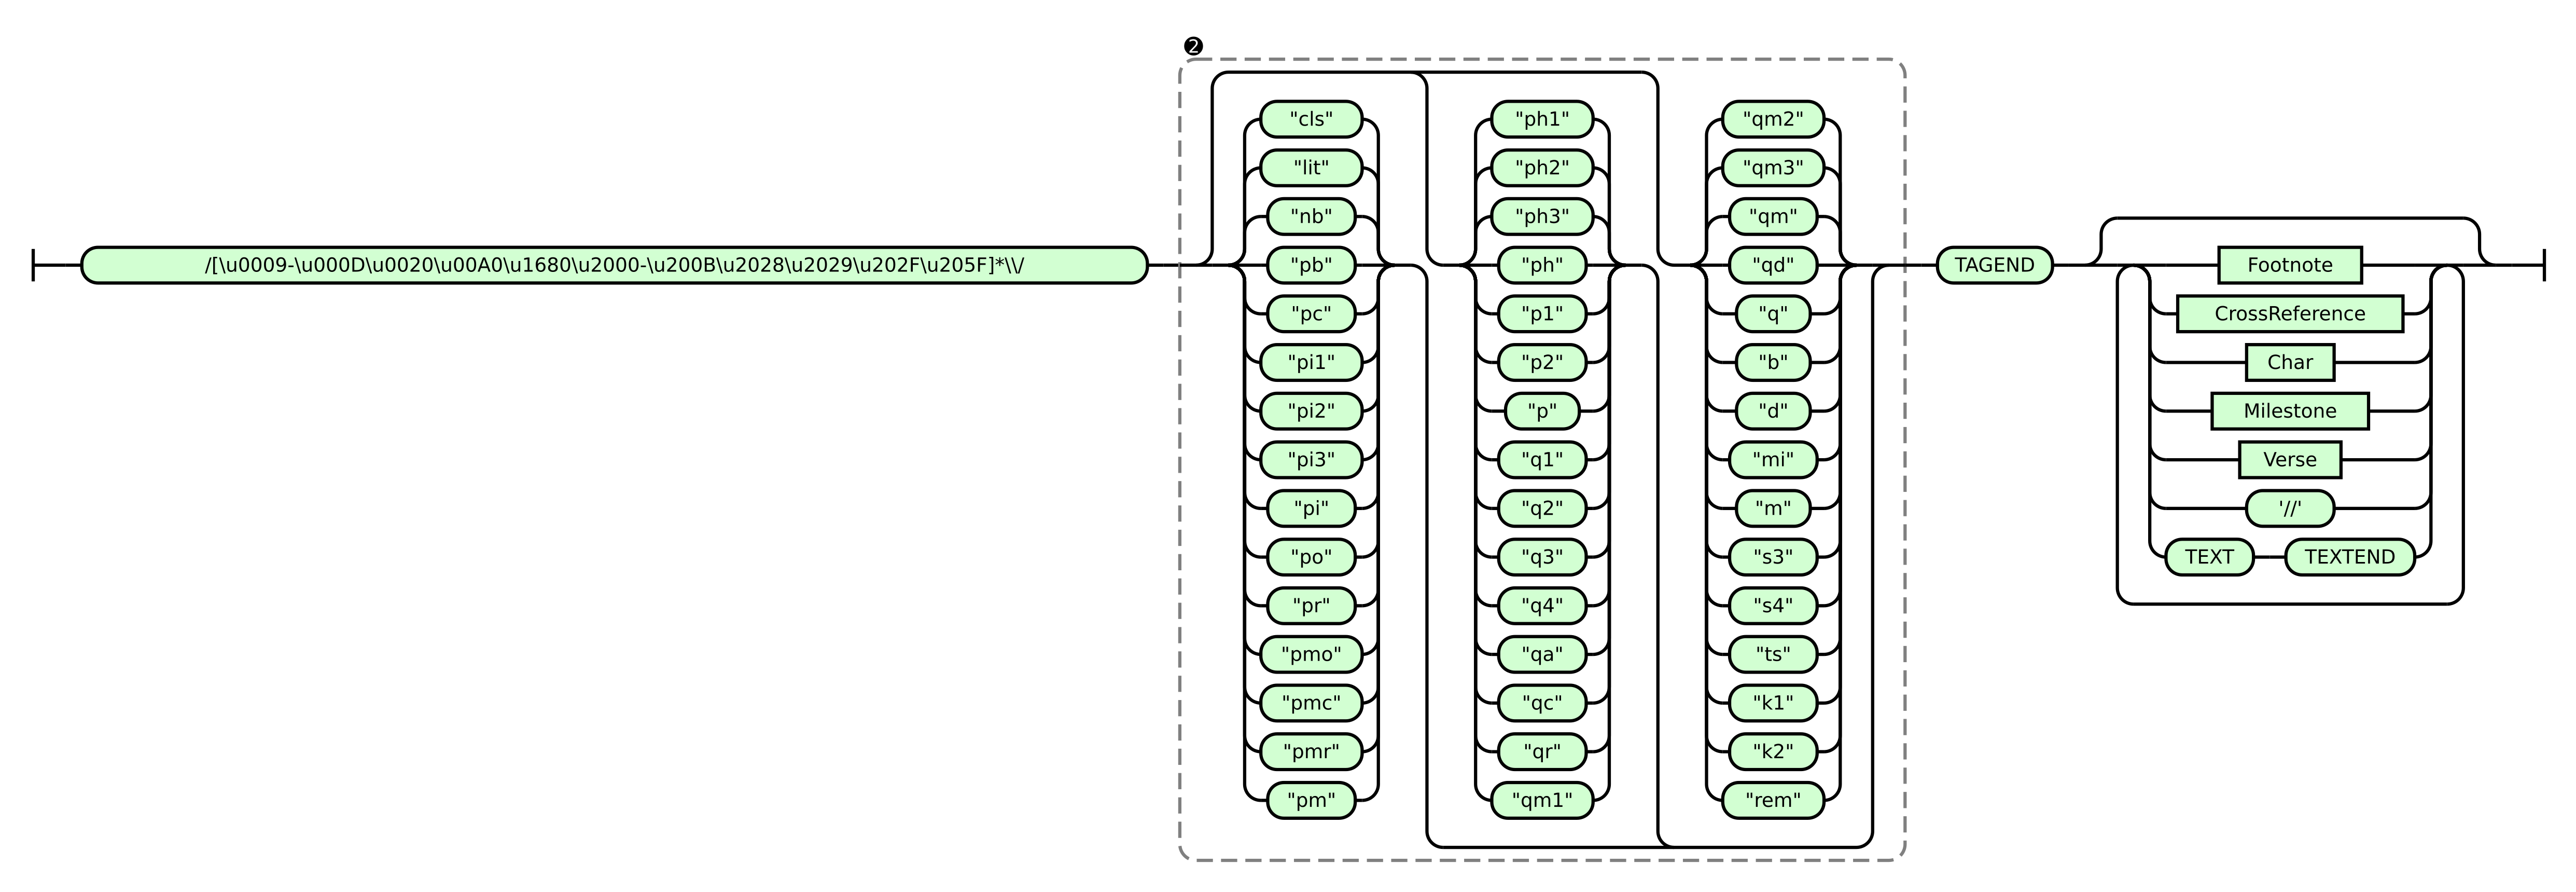 ❷
/[\u0009-\u000D\u0020\u00A0\u1680\u2000-\u200B\u2028\u2029\u202F\u205F]*\\/
"cls"
"lit"
"nb"
"pb"
"pc"
"pi1"
"pi2"
"pi3"
"pi"
"po"
"pr"
"pmo"
"pmc"
"pmr"
"pm"
"ph1"
"ph2"
"ph3"
"ph"
"p1"
"p2"
"p"
"q1"
"q2"
"q3"
"q4"
"qa"
"qc"
"qr"
"qm1"
"qm2"
"qm3"
"qm"
"qd"
"q"
"b"
"d"
"mi"
"m"
"s3"
"s4"
"ts"
"k1"
"k2"
"rem"
TAGEND
Footnote
CrossReference
Char
Milestone
Verse
'//'
TEXT TEXTEND